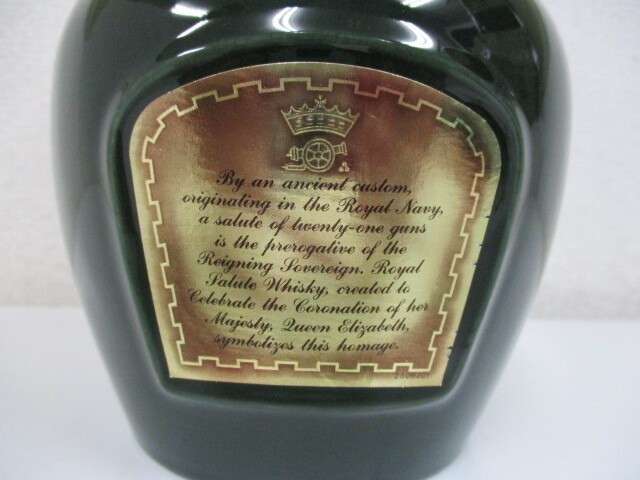 By an ancient custom,
originating in the Royal Navy,
a salute of twenty-one guns
is the prerogative of the
Reigning Sovereign. Royal
Salute Whisky, created to
Celebrate the Coronation of her
Majesty, Queen Elizabeth,
symbolizes this homage.